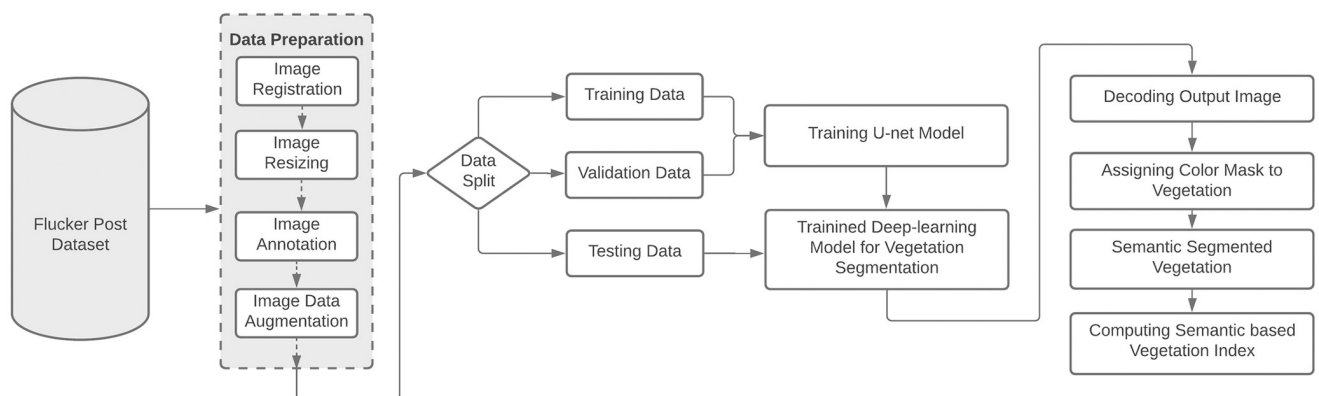 Flucker Post
Dataset
Data Preparation
Image
Registration
Image
Resizing
Image
Annotation
Image Data
Augmentation
Data
Split
Training Data
Validation Data
Testing Data
Training U-net Model
Trainined Deep-learning
Model for Vegetation
Segmentation
Decoding Output Image
Assigning Color Mask to
Vegetation
Semantic Segmented
Vegetation
Computing Semantic based
Vegetation Index